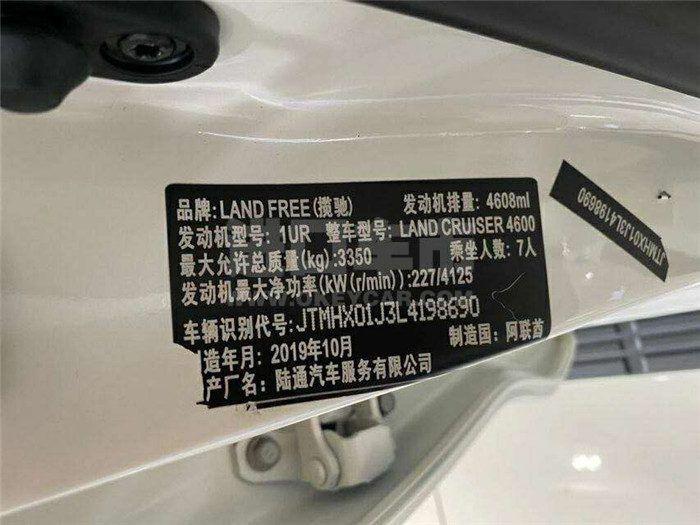 品牌: LAND FREE(揽驰) 发动机排量: 4608ml
发动机型号: 1UR 整车型号: LAND CRUISER 4600
最大允许总质量(kg):3350 乘坐人数: 7人
发动机最大净功率(kW(r/min)):227/4125
WWW.OKEYCAR.COM
车辆识别代号: JTMHX01J3L4198690
造年月: 2019年10月 制造国: 阿联酋
产厂名: 陆通汽车服务有限公司
JTMHX01J3L4198690